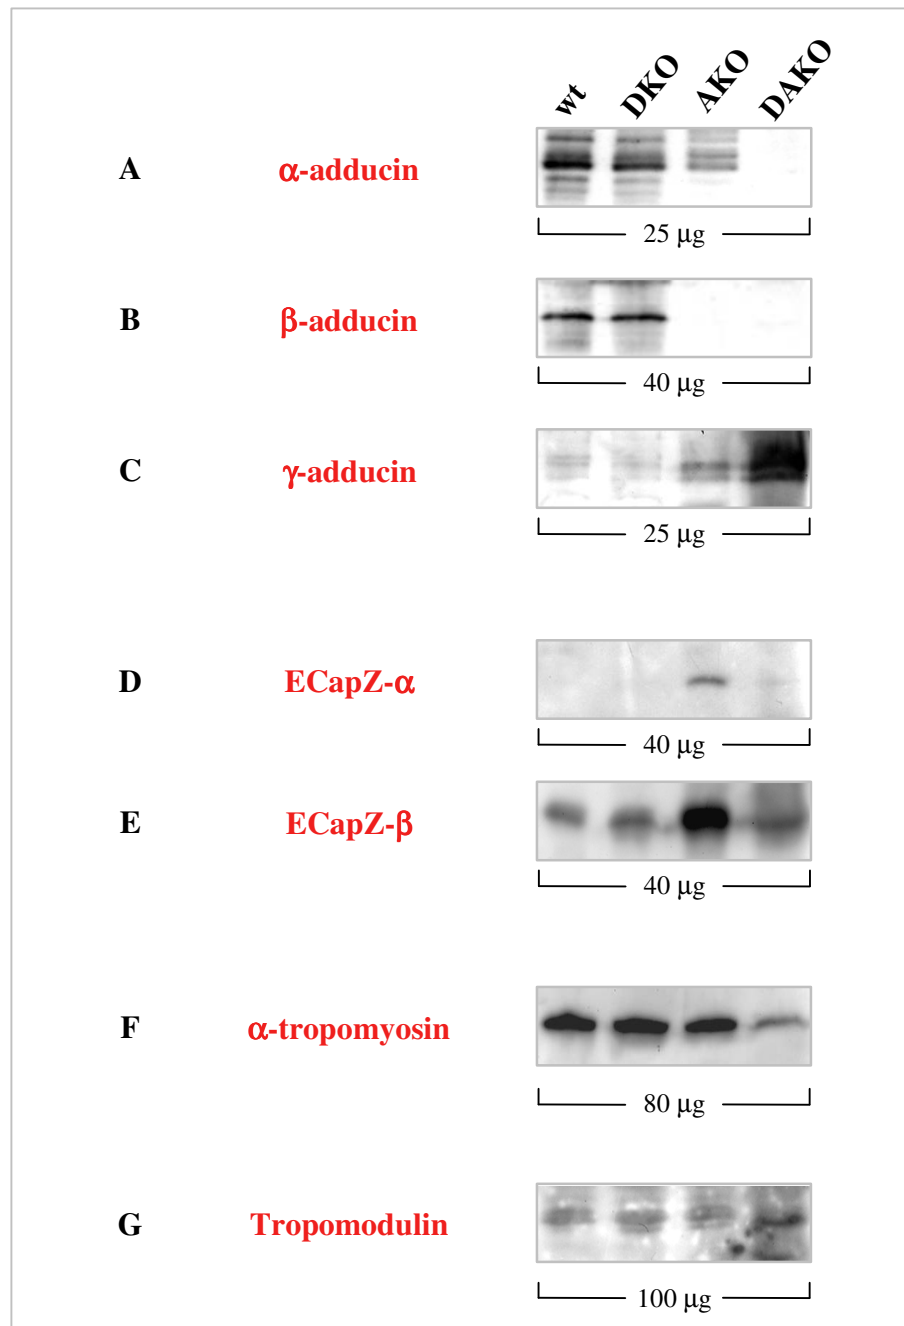 wt DKO AKO DAKO
A α-adducin
25 µg
B β-adducin
40 µg
C γ-adducin
25 µg
D ECapZ-α
40 µg
E ECapZ-β
40 µg
F α-tropomyosin
80 µg
G Tropomodulin
100 µg